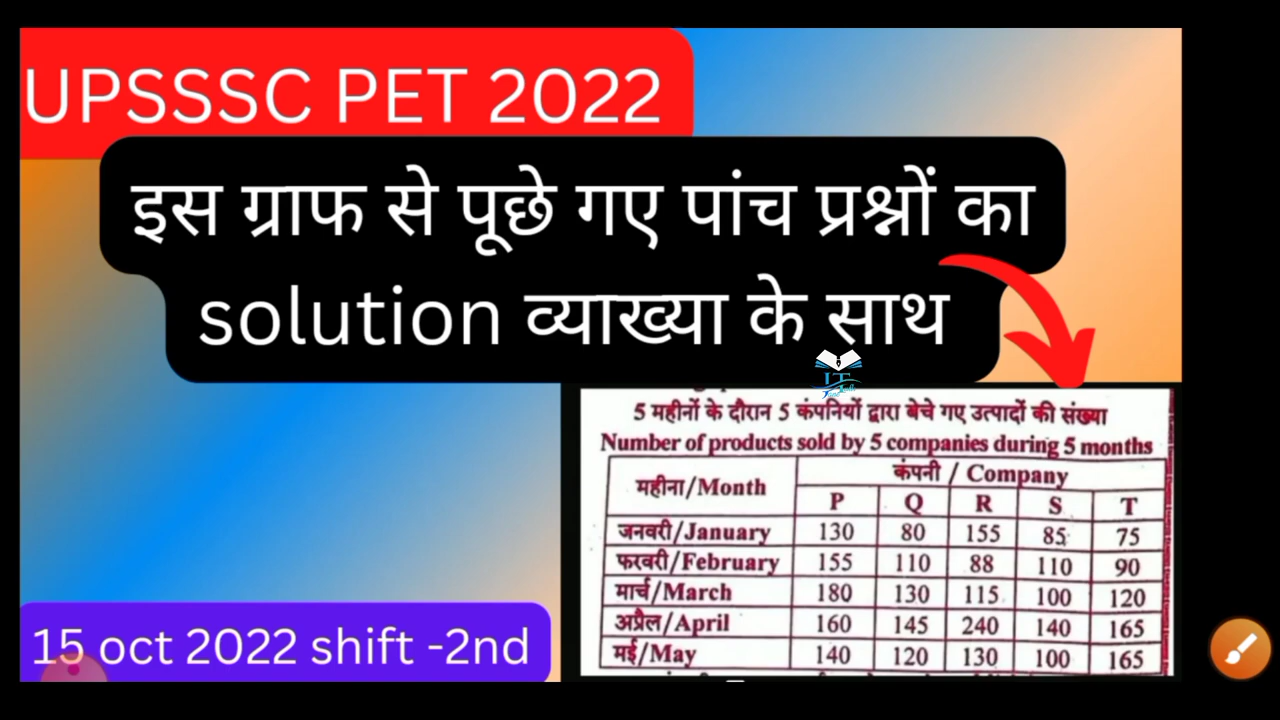 UPSSSC PET 2022
इस ग्राफ से पूछे गए पांच प्रश्नों का
solution व्याख्या के साथ
5 महीनों के दौरान 5 कंपनियों द्वारा बेचे गए उत्पादों की संख्या
Number of products sold by 5 companies during 5 months
महीना/Month कंपनी / Company
P Q R S T
जनवरी/January 130 80 155 85 75
फरवरी/February 155 110 88 110 90
मार्च/March 180 130 115 100 120
अप्रैल/April 160 145 240 140 165
मई/May 140 120 130 100 165
15 oct 2022 shift -2nd